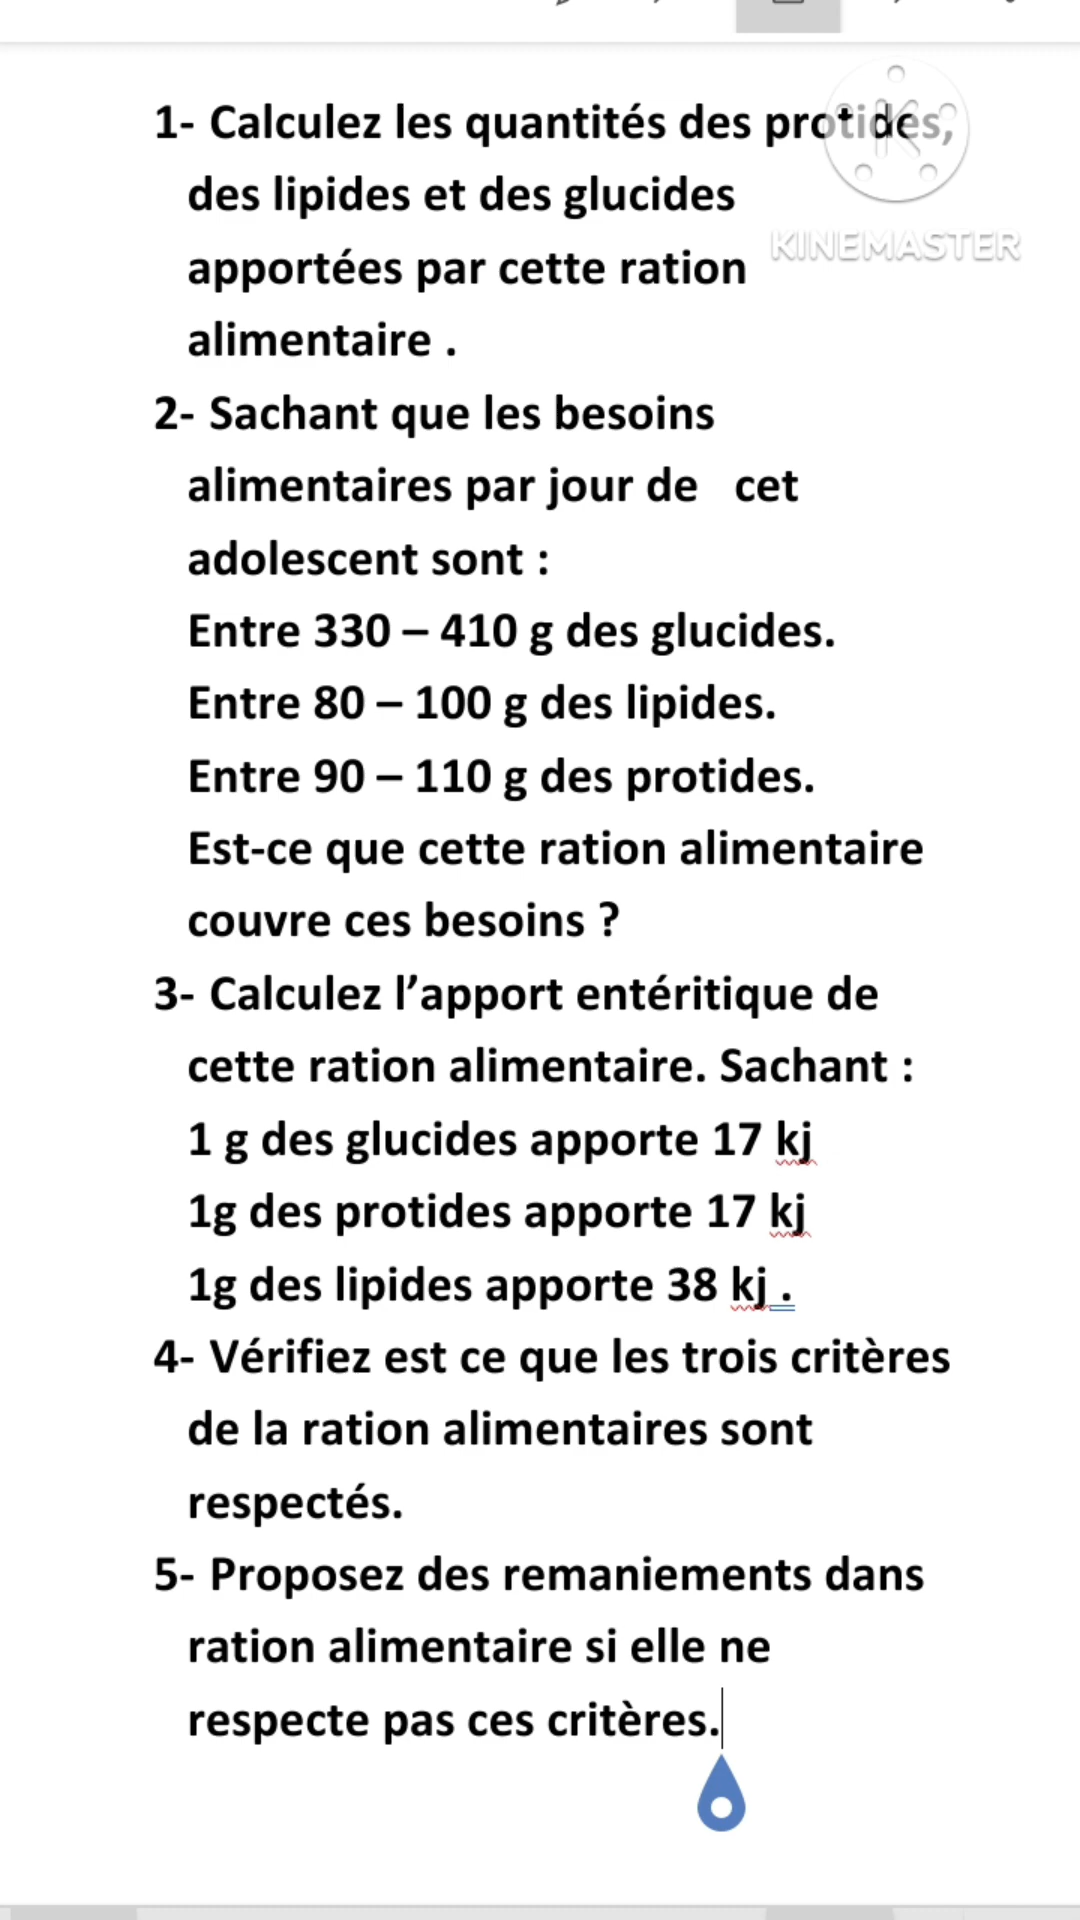 1- Calculez les quantités des protides,
des lipides et des glucides
apportées par cette ration
alimentaire .
KINEMASTER
2- Sachant que les besoins
alimentaires par jour de cet
adolescent sont :
Entre 330 – 410 g des glucides.
Entre 80 – 100 g des lipides.
Entre 90 – 110 g des protides.
Est-ce que cette ration alimentaire
couvre ces besoins ?
3- Calculez l’apport entéritique de
cette ration alimentaire. Sachant :
1 g des glucides apporte 17 kj
1g des protides apporte 17 kj
1g des lipides apporte 38 kj .
4- Vérifiez est ce que les trois critères
de la ration alimentaires sont
respectés.
5- Proposez des remaniements dans
ration alimentaire si elle ne
respecte pas ces critères.